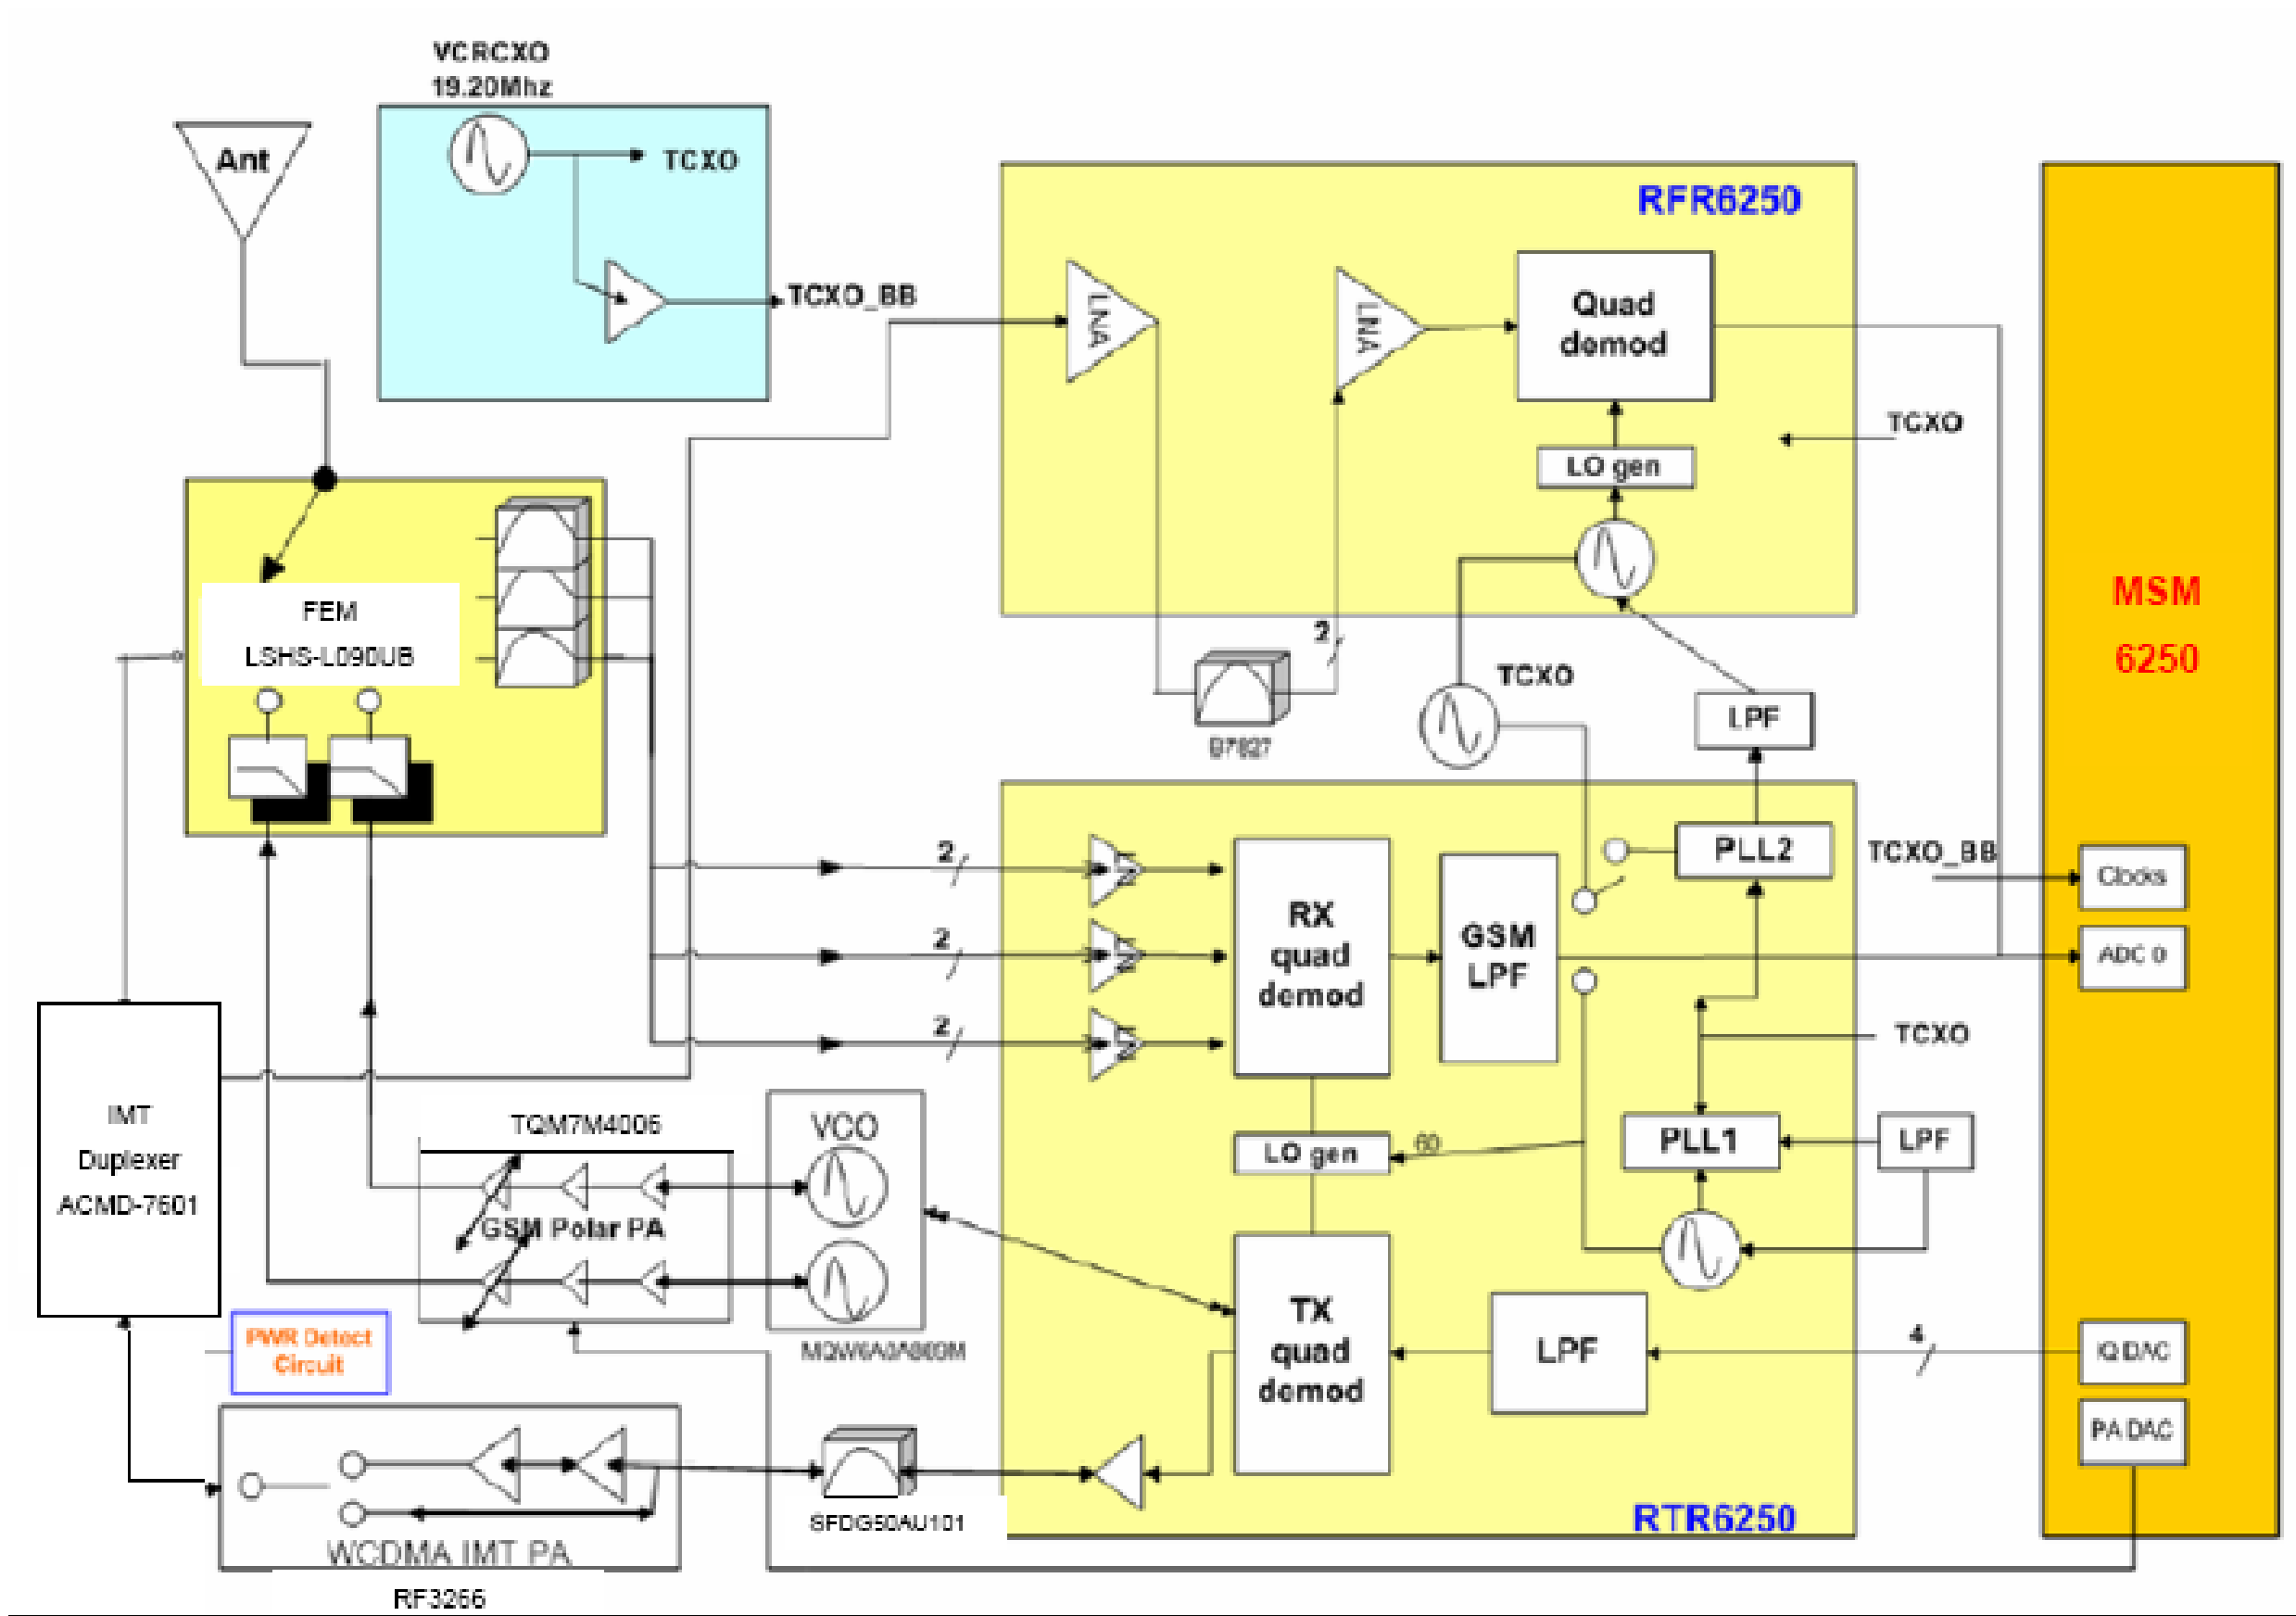 VCRCXO
19.20Mhz
Ant
TCXO
TCXO_BB
RFR6250
LNA
LNA
Quad
demod
TCXO
LO gen
MSM
6250
FEM
LSHS-L090UB
2
TCXO
LPF
B7827
PLL2
TCXO_BB
Clocks
2
RX
quad
demod
GSM
LPF
2
ADC 0
2
TCXO
IMT
Duplexer
ACMD-7601
TQM7M4006
VCO
LO gen
60
PLL1
LPF
GSM Polar PA
TX
quad
demod
LPF
4
IQ DAC
PWR Detect
Circuit
PA DAC
SFDG50AU101
RTR6250
WCDMA IMT PA
RF3266